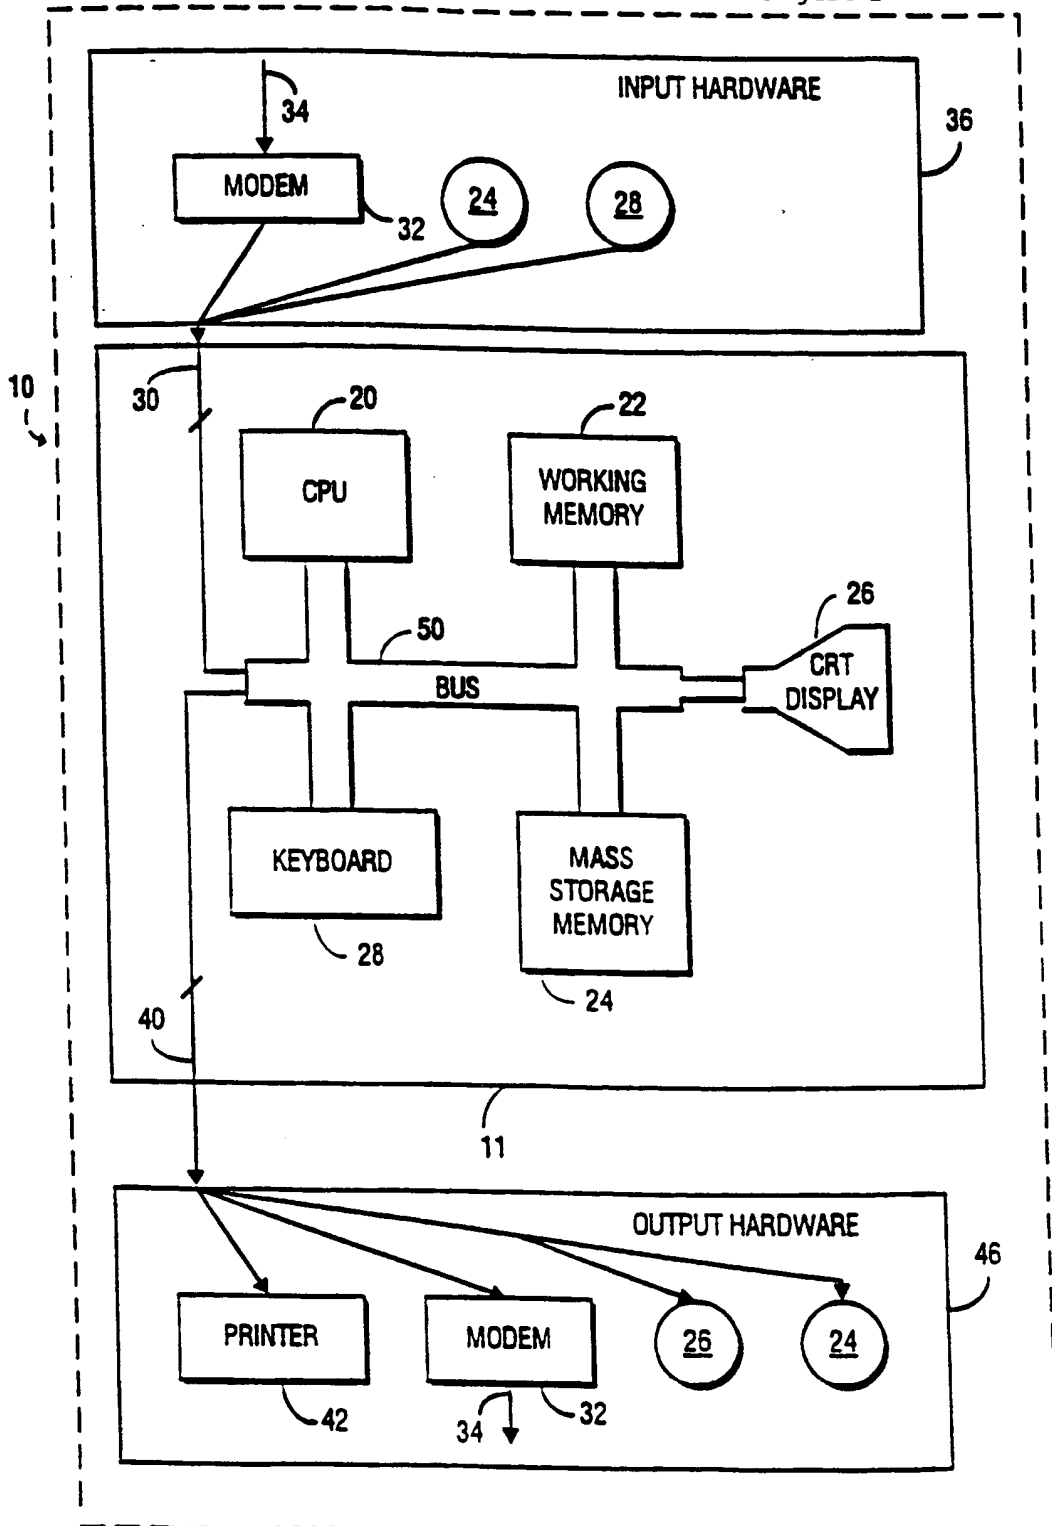 INPUT HARDWARE
34
36
MODEM
24
28
32
10
30
20
22
CPU
WORKING
MEMORY
26
50
CRT
DISPLAY
BUS
KEYBOARD
MASS
STORAGE
MEMORY
28
24
40
11
OUTPUT HARDWARE
46
PRINTER
MODEM
26
24
42
34
32